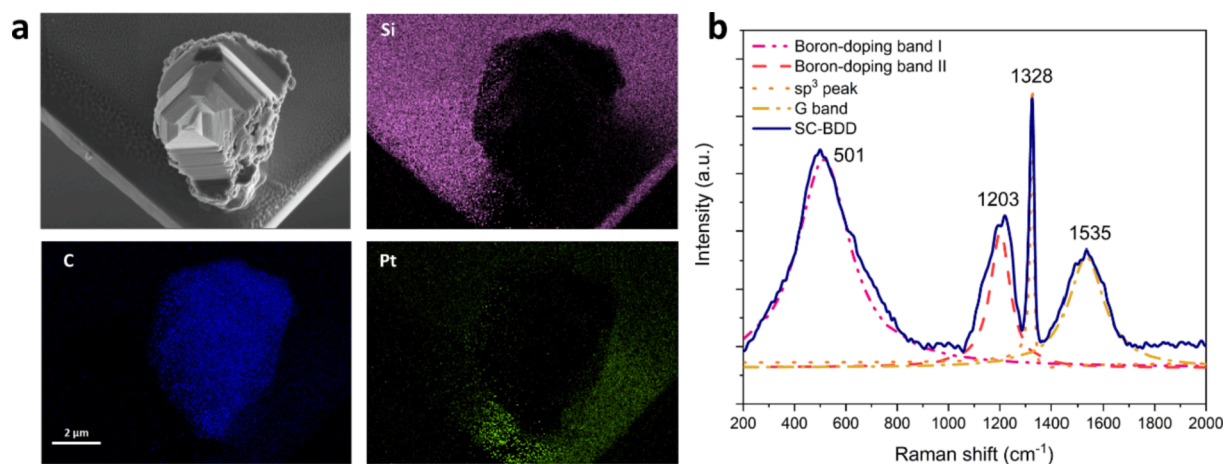 a
Si
C
Pt
2 μm
b
Boron-doping band I
Boron-doping band II
sp³ peak
G band
SC-BDD
501
1203
1328
1535
Intensity (a.u.)
200 400 600 800 1000 1200 1400 1600 1800 2000
Raman shift (cm⁻¹)